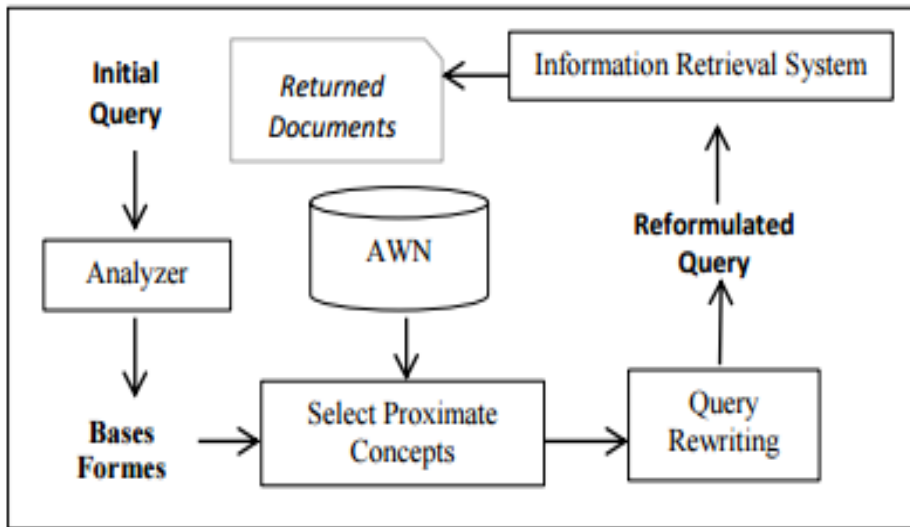 Initial
Query
Returned
Documents
Information Retrieval System
Analyzer
AWN
Reformulated
Query
Bases
Formes
Select Proximate
Concepts
Query
Rewriting